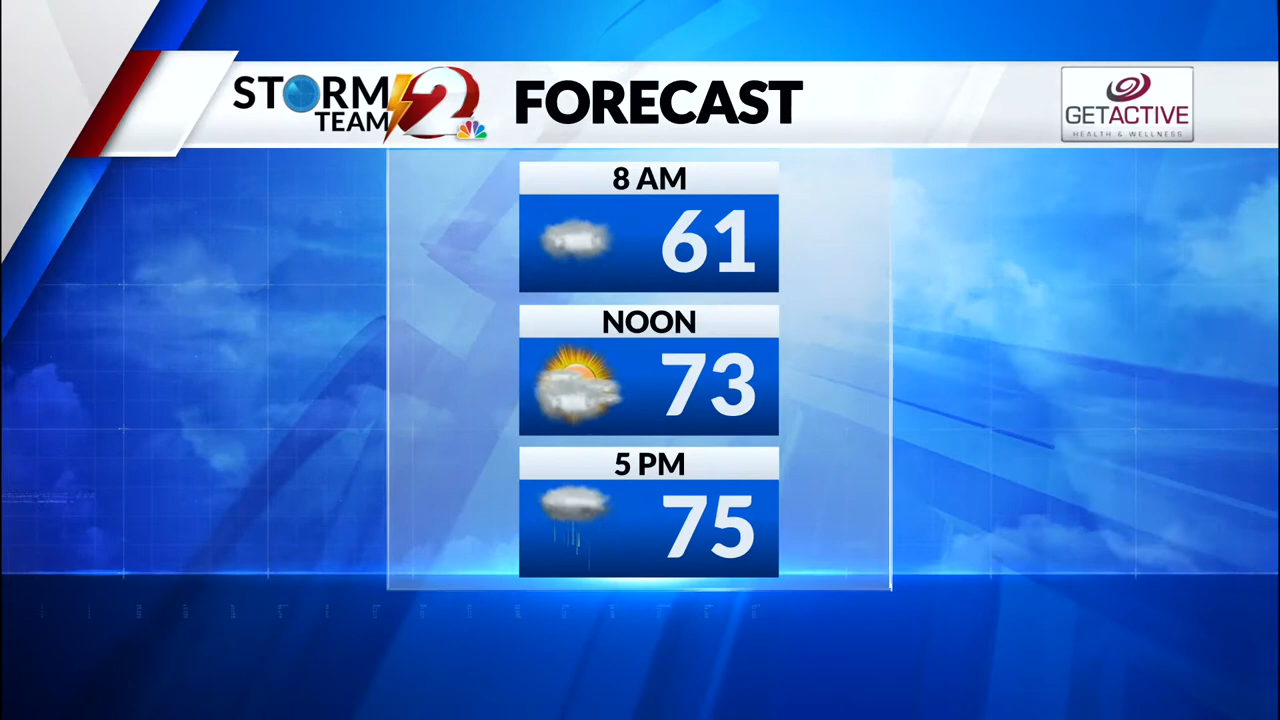 STORM
TEAM 2
FORECAST
GETACTIVE
HEALTH & WELLNESS
8 AM
61
NOON
73
5 PM
75